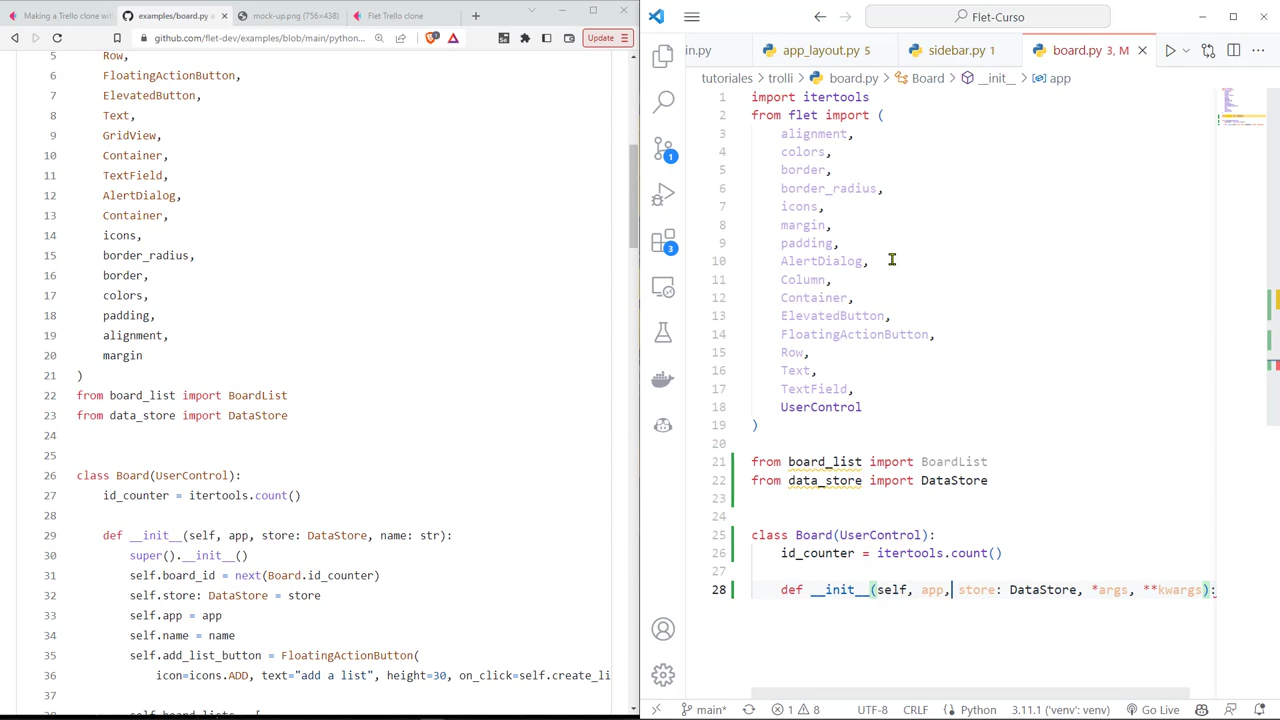 Making a Trello clone with
examples/board.py a
mock-up.png (756×438)
Flet Trello clone
github.com/flet-dev/examples/blob/main/python...
Update
5 Row,
6 FloatingActionButton,
7 ElevatedButton,
8 Text,
9 GridView,
10 Container,
11 TextField,
12 AlertDialog,
13 Container,
14 icons,
15 border_radius,
16 border,
17 colors,
18 padding,
19 alignment,
20 margin
21 )
22 from board_list import BoardList
23 from data_store import DataStore
24
25
26 class Board(UserControl):
27 id_counter = itertools.count()
28
29 def __init__(self, app, store: DataStore, name: str):
30 super().__init__()
31 self.board_id = next(Board.id_counter)
32 self.store: DataStore = store
33 self.app = app
34 self.name = name
35 self.add_list_button = FloatingActionButton(
36 icon=icons.ADD, text="add a list", height=30, on_click=self.create_li
37
Flet-Curso
in.py
app_layout.py 5
sidebar.py 1
board.py 3, M
tutoriales > trolli > board.py > Board > __init__ > app
1 import itertools
2 from flet import (
3 alignment,
4 colors,
5 border,
6 border_radius,
7 icons,
8 margin,
9 padding,
10 AlertDialog,
11 Column,
12 Container,
13 ElevatedButton,
14 FloatingActionButton,
15 Row,
16 Text,
17 TextField,
18 UserControl
19 )
20
21 from board_list import BoardList
22 from data_store import DataStore
23
24
25 class Board(UserControl):
26 id_counter = itertools.count()
27
28 def __init__(self, app, store: DataStore, *args, **kwargs):
1
3
main*
1 8
UTF-8
CRLF
Python
3.11.1 ('venv': venv)
Go Live